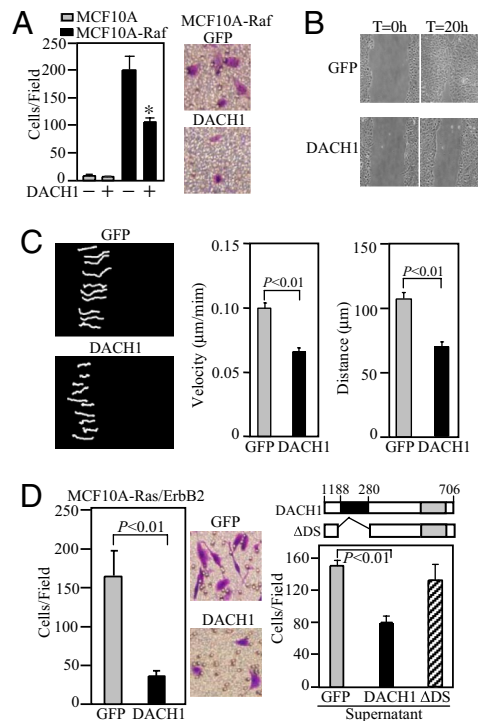 A
MCF10A
MCF10A-Raf
Cells/Field
250
200
150
100
50
0
*
DACH1 − + − +
MCF10A-Raf
GFP
DACH1
B
T=0h T=20h
GFP
DACH1
C
GFP
DACH1
Velocity (µm/mim)
0.15
0.10
0.05
0
P<0.01
GFP DACH1
Distance (µm)
150
100
50
0
P<0.01
GFP DACH1
D
MCF10A-Ras/ErbB2
Cells/Field
250
200
150
100
50
0
P<0.01
GFP DACH1
GFP
DACH1
1188 280 706
DACH1
ΔDS
Cells/Field
160
120
80
40
0
P<0.01
GFP DACH1 ΔDS
Supernatant